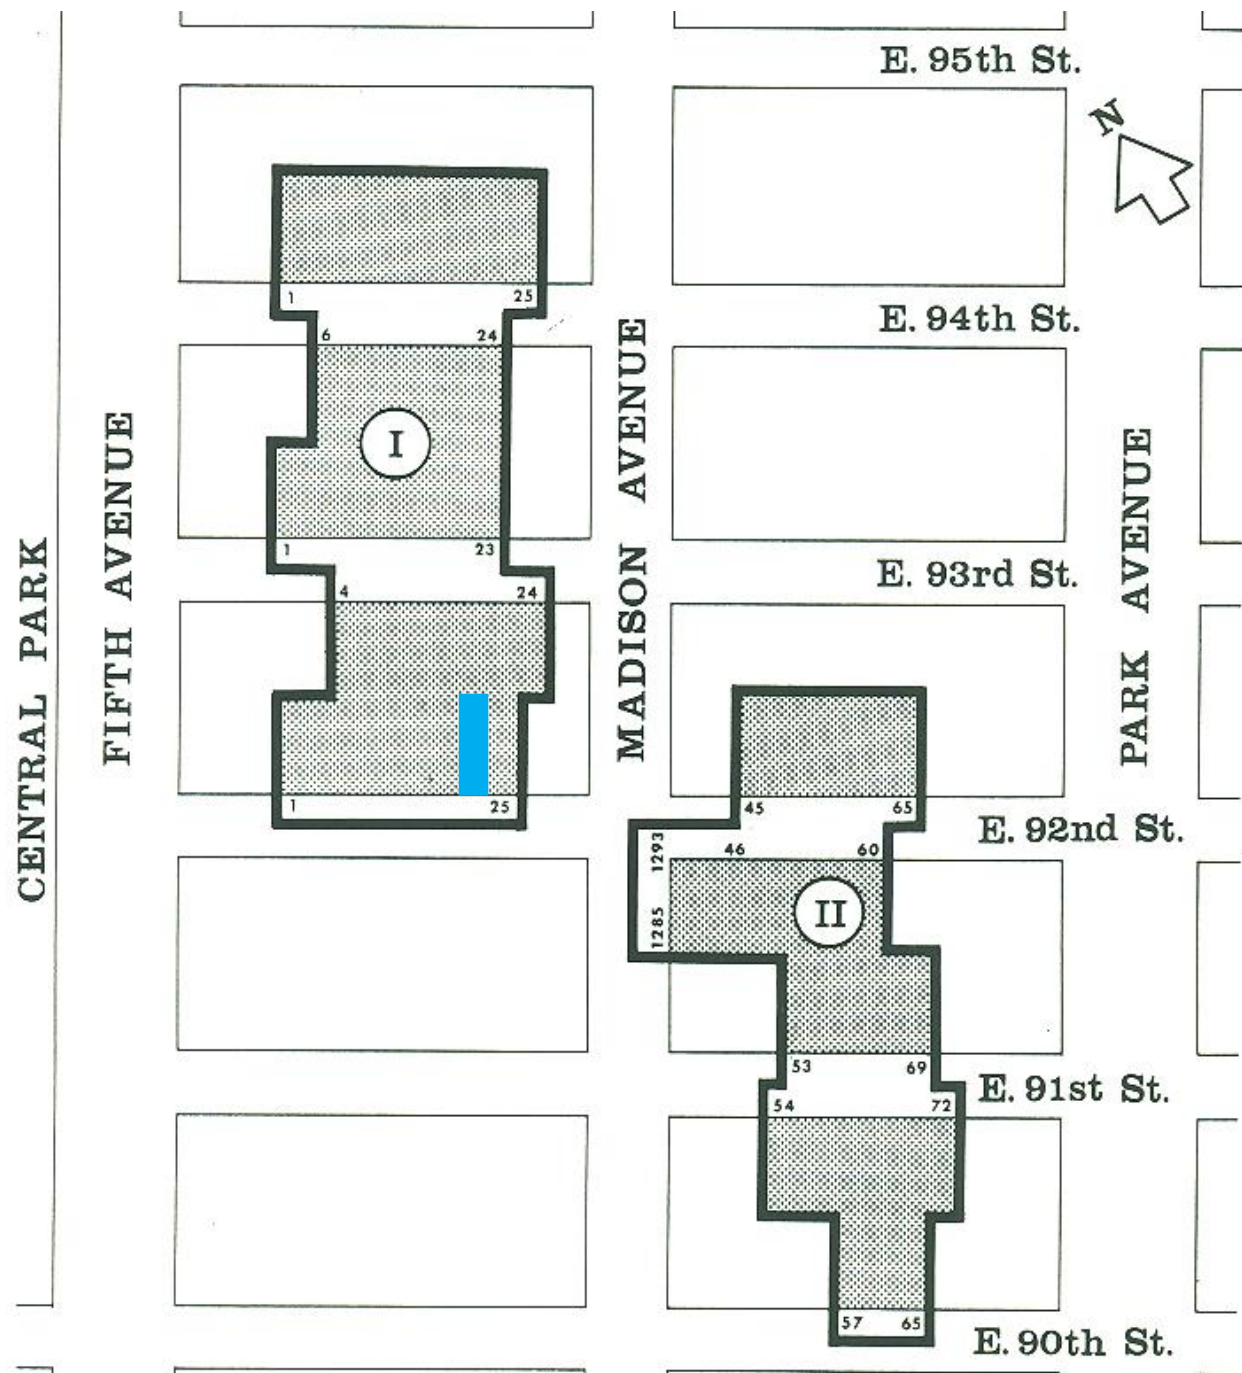 E. 95th St.
N
1
25
E. 94th St.
6
24
I
FIFTH AVENUE
MADISON AVENUE
PARK AVENUE
CENTRAL PARK
1
23
E. 93rd St.
4
24
1
25
45
65
E. 92nd St.
1293
46
60
1285
II
53
69
E. 91st St.
54
72
57
65
E. 90th St.